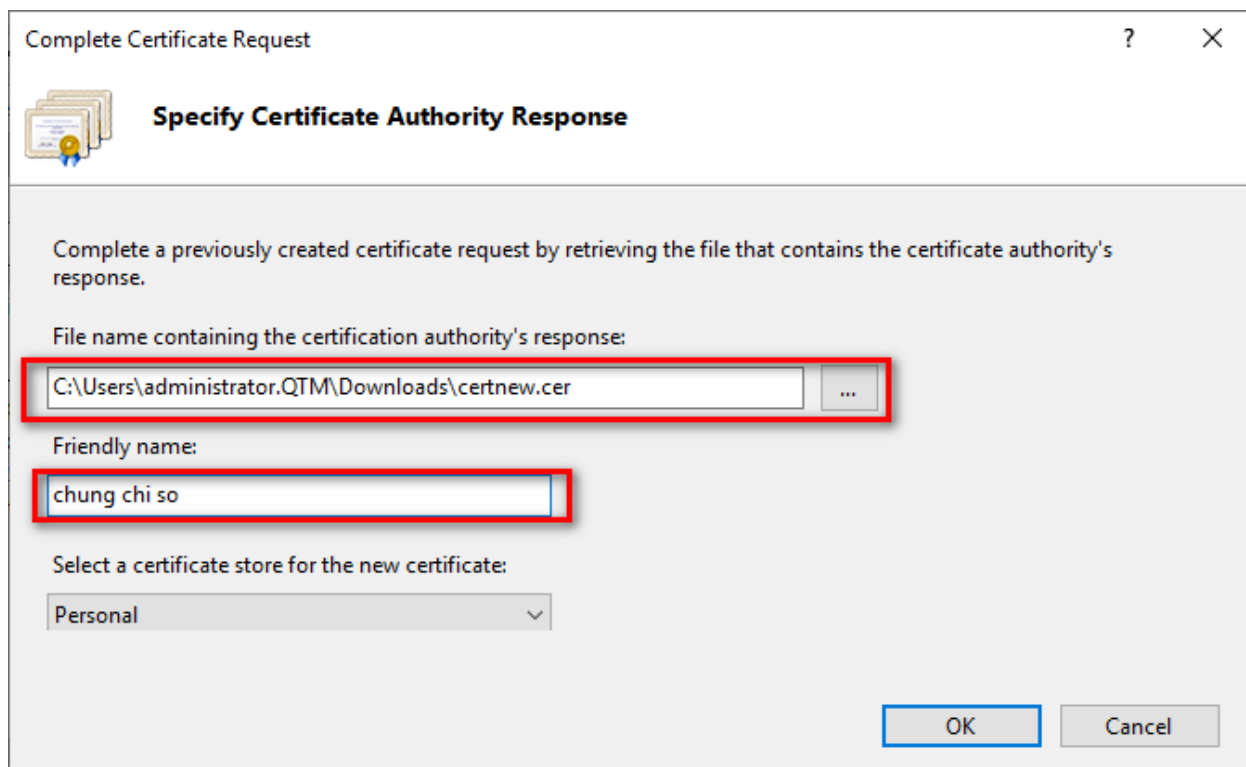 Complete Certificate Request
?
Specify Certificate Authority Response
Complete a previously created certificate request by retrieving the file that contains the certificate authority's
response.
File name containing the certification authority's response:
C:\Users\administrator.QTM\Downloads\certnew.cer
...
Friendly name:
chung chi so
Select a certificate store for the new certificate:
Personal
OK
Cancel